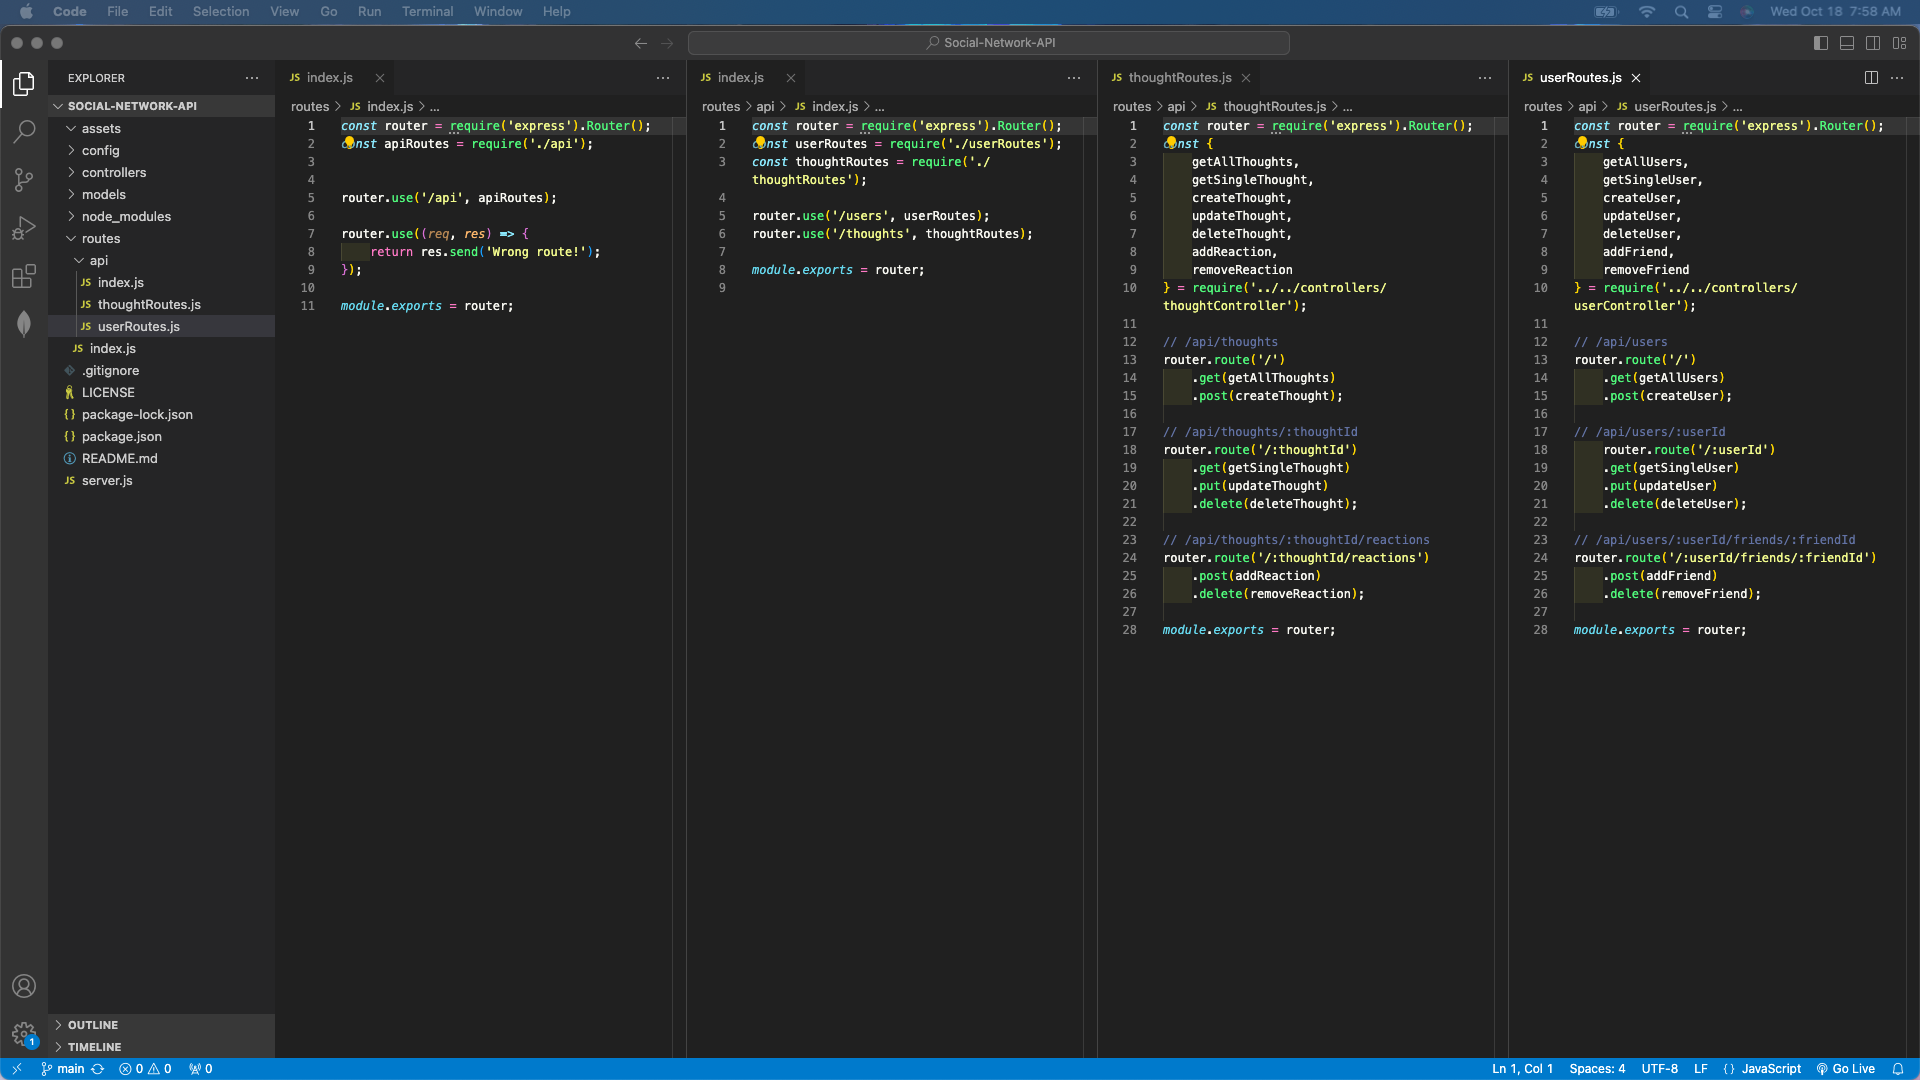 Code File Edit Selection View Go Run Terminal Window Help Wed Oct 18 7:58 AM
Social-Network-API
EXPLORER
SOCIAL-NETWORK-API
assets
config
controllers
models
node_modules
routes
api
JS index.js
JS thoughtRoutes.js
JS userRoutes.js
JS index.js
.gitignore
LICENSE
{} package-lock.json
{} package.json
README.md
JS server.js
OUTLINE
TIMELINE
JS index.js
routes > JS index.js > ...
1 const router = require('express').Router();
2 const apiRoutes = require('./api');
3
4
5 router.use('/api', apiRoutes);
6
7 router.use((req, res) => {
8 return res.send('Wrong route!');
9 });
10
11 module.exports = router;
JS index.js
routes > api > JS index.js > ...
1 const router = require('express').Router();
2 const userRoutes = require('./userRoutes');
3 const thoughtRoutes = require('./
thoughtRoutes');
4
5 router.use('/users', userRoutes);
6 router.use('/thoughts', thoughtRoutes);
7
8 module.exports = router;
9
JS thoughtRoutes.js
routes > api > JS thoughtRoutes.js > ...
1 const router = require('express').Router();
2 const {
3 getAllThoughts,
4 getSingleThought,
5 createThought,
6 updateThought,
7 deleteThought,
8 addReaction,
9 removeReaction
10 } = require('../../controllers/
thoughtController');
11
12 // /api/thoughts
13 router.route('/')
14 .get(getAllThoughts)
15 .post(createThought);
16
17 // /api/thoughts/:thoughtId
18 router.route('/:thoughtId')
19 .get(getSingleThought)
20 .put(updateThought)
21 .delete(deleteThought);
22
23 // /api/thoughts/:thoughtId/reactions
24 router.route('/:thoughtId/reactions')
25 .post(addReaction)
26 .delete(removeReaction);
27
28 module.exports = router;
JS userRoutes.js
routes > api > JS userRoutes.js > ...
1 const router = require('express').Router();
2 const {
3 getAllUsers,
4 getSingleUser,
5 createUser,
6 updateUser,
7 deleteUser,
8 addFriend,
9 removeFriend
10 } = require('../../controllers/
userController');
11
12 // /api/users
13 router.route('/')
14 .get(getAllUsers)
15 .post(createUser);
16
17 // /api/users/:userId
18 router.route('/:userId')
19 .get(getSingleUser)
20 .put(updateUser)
21 .delete(deleteUser);
22
23 // /api/users/:userId/friends/:friendId
24 router.route('/:userId/friends/:friendId')
25 .post(addFriend)
26 .delete(removeFriend);
27
28 module.exports = router;
1
main 0 0 0 Ln 1, Col 1 Spaces: 4 UTF-8 LF {} JavaScript Go Live